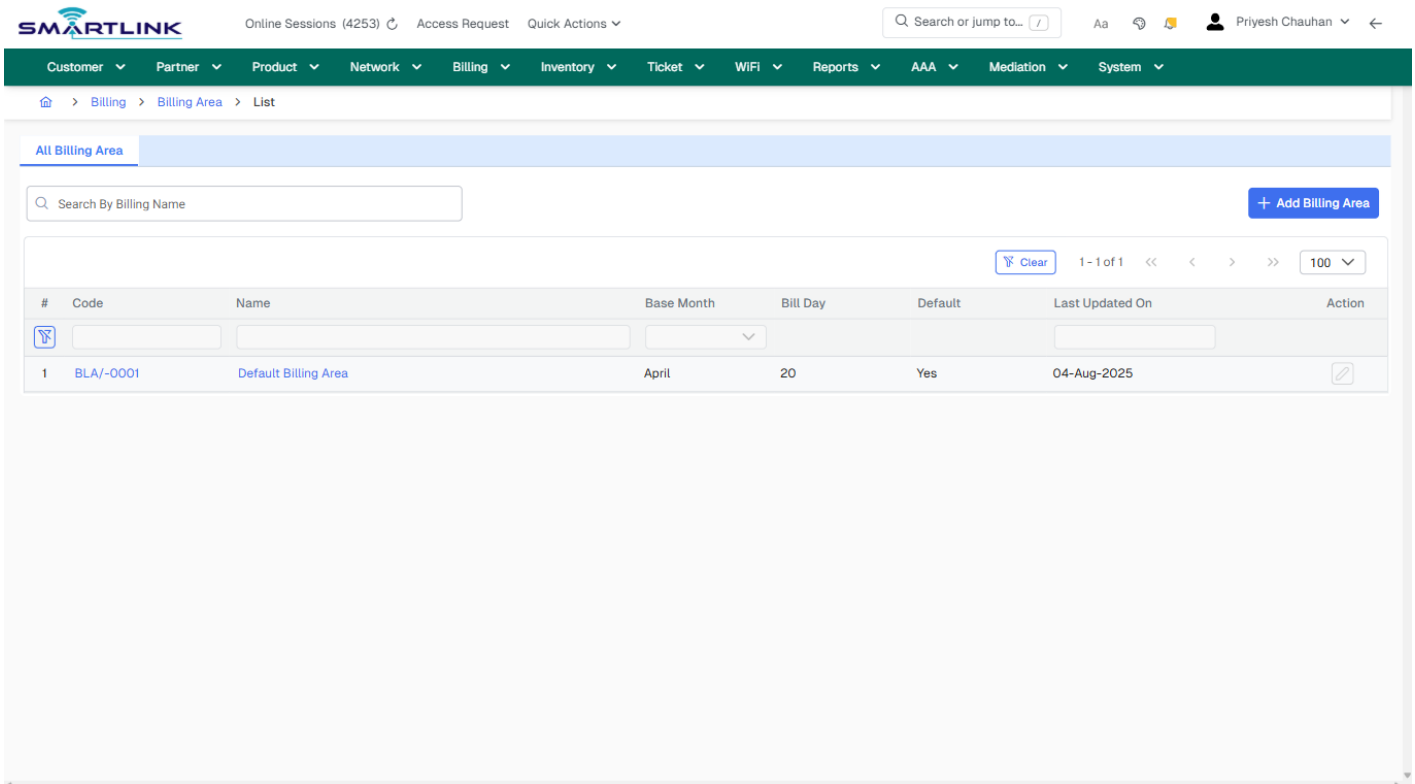 SMARTLINK Online Sessions (4253) Access Request Quick Actions Search or jump to... / Aa Priyesh Chauhan
Customer Partner Product Network Billing Inventory Ticket WiFi Reports AAA Mediation System
> Billing > Billing Area > List
All Billing Area
Search By Billing Name + Add Billing Area
Clear 1 - 1 of 1 << < > >> 100
# Code Name Base Month Bill Day Default Last Updated On Action
1 BLA/-0001 Default Billing Area April 20 Yes 04-Aug-2025